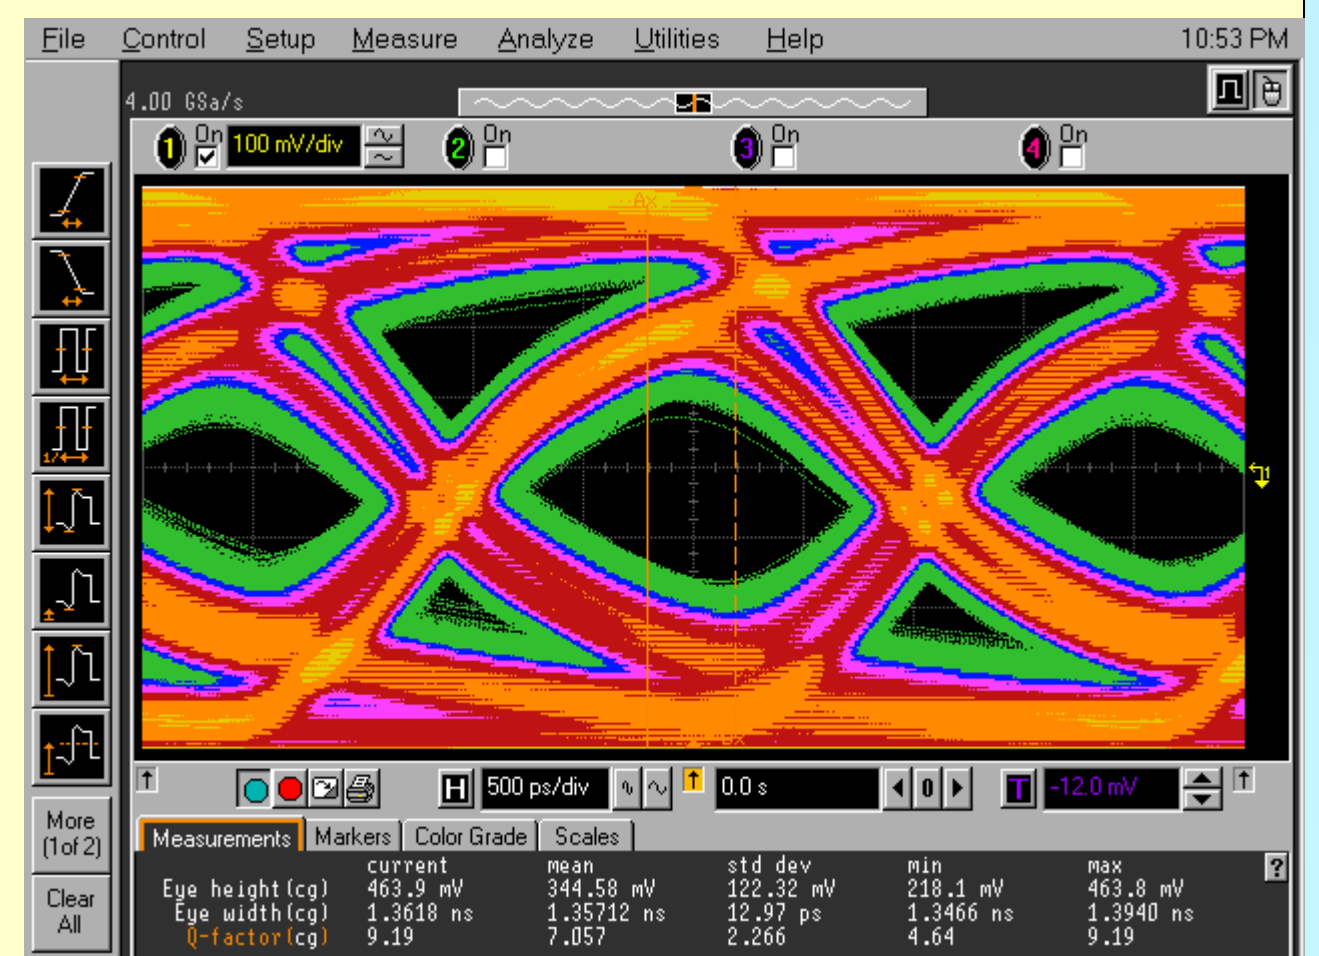 File Control Setup Measure Analyze Utilities Help 10:53 PM
4.00 GSa/s
1 On 100 mV/div 2 On 3 On 4 On
Ax
1
Bx
H 500 ps/div 0.0 s 0 T -12.0 mV
More
(1of 2)
Clear
All
Measurements Markers Color Grade Scales
current mean std dev min max
Eye height(cg) 463.9 mV 344.58 mV 122.32 mV 218.1 mV 463.8 mV
Eye width(cg) 1.3618 ns 1.35712 ns 12.97 ps 1.3466 ns 1.3940 ns
Q-factor(cg) 9.19 7.057 2.266 4.64 9.19
?